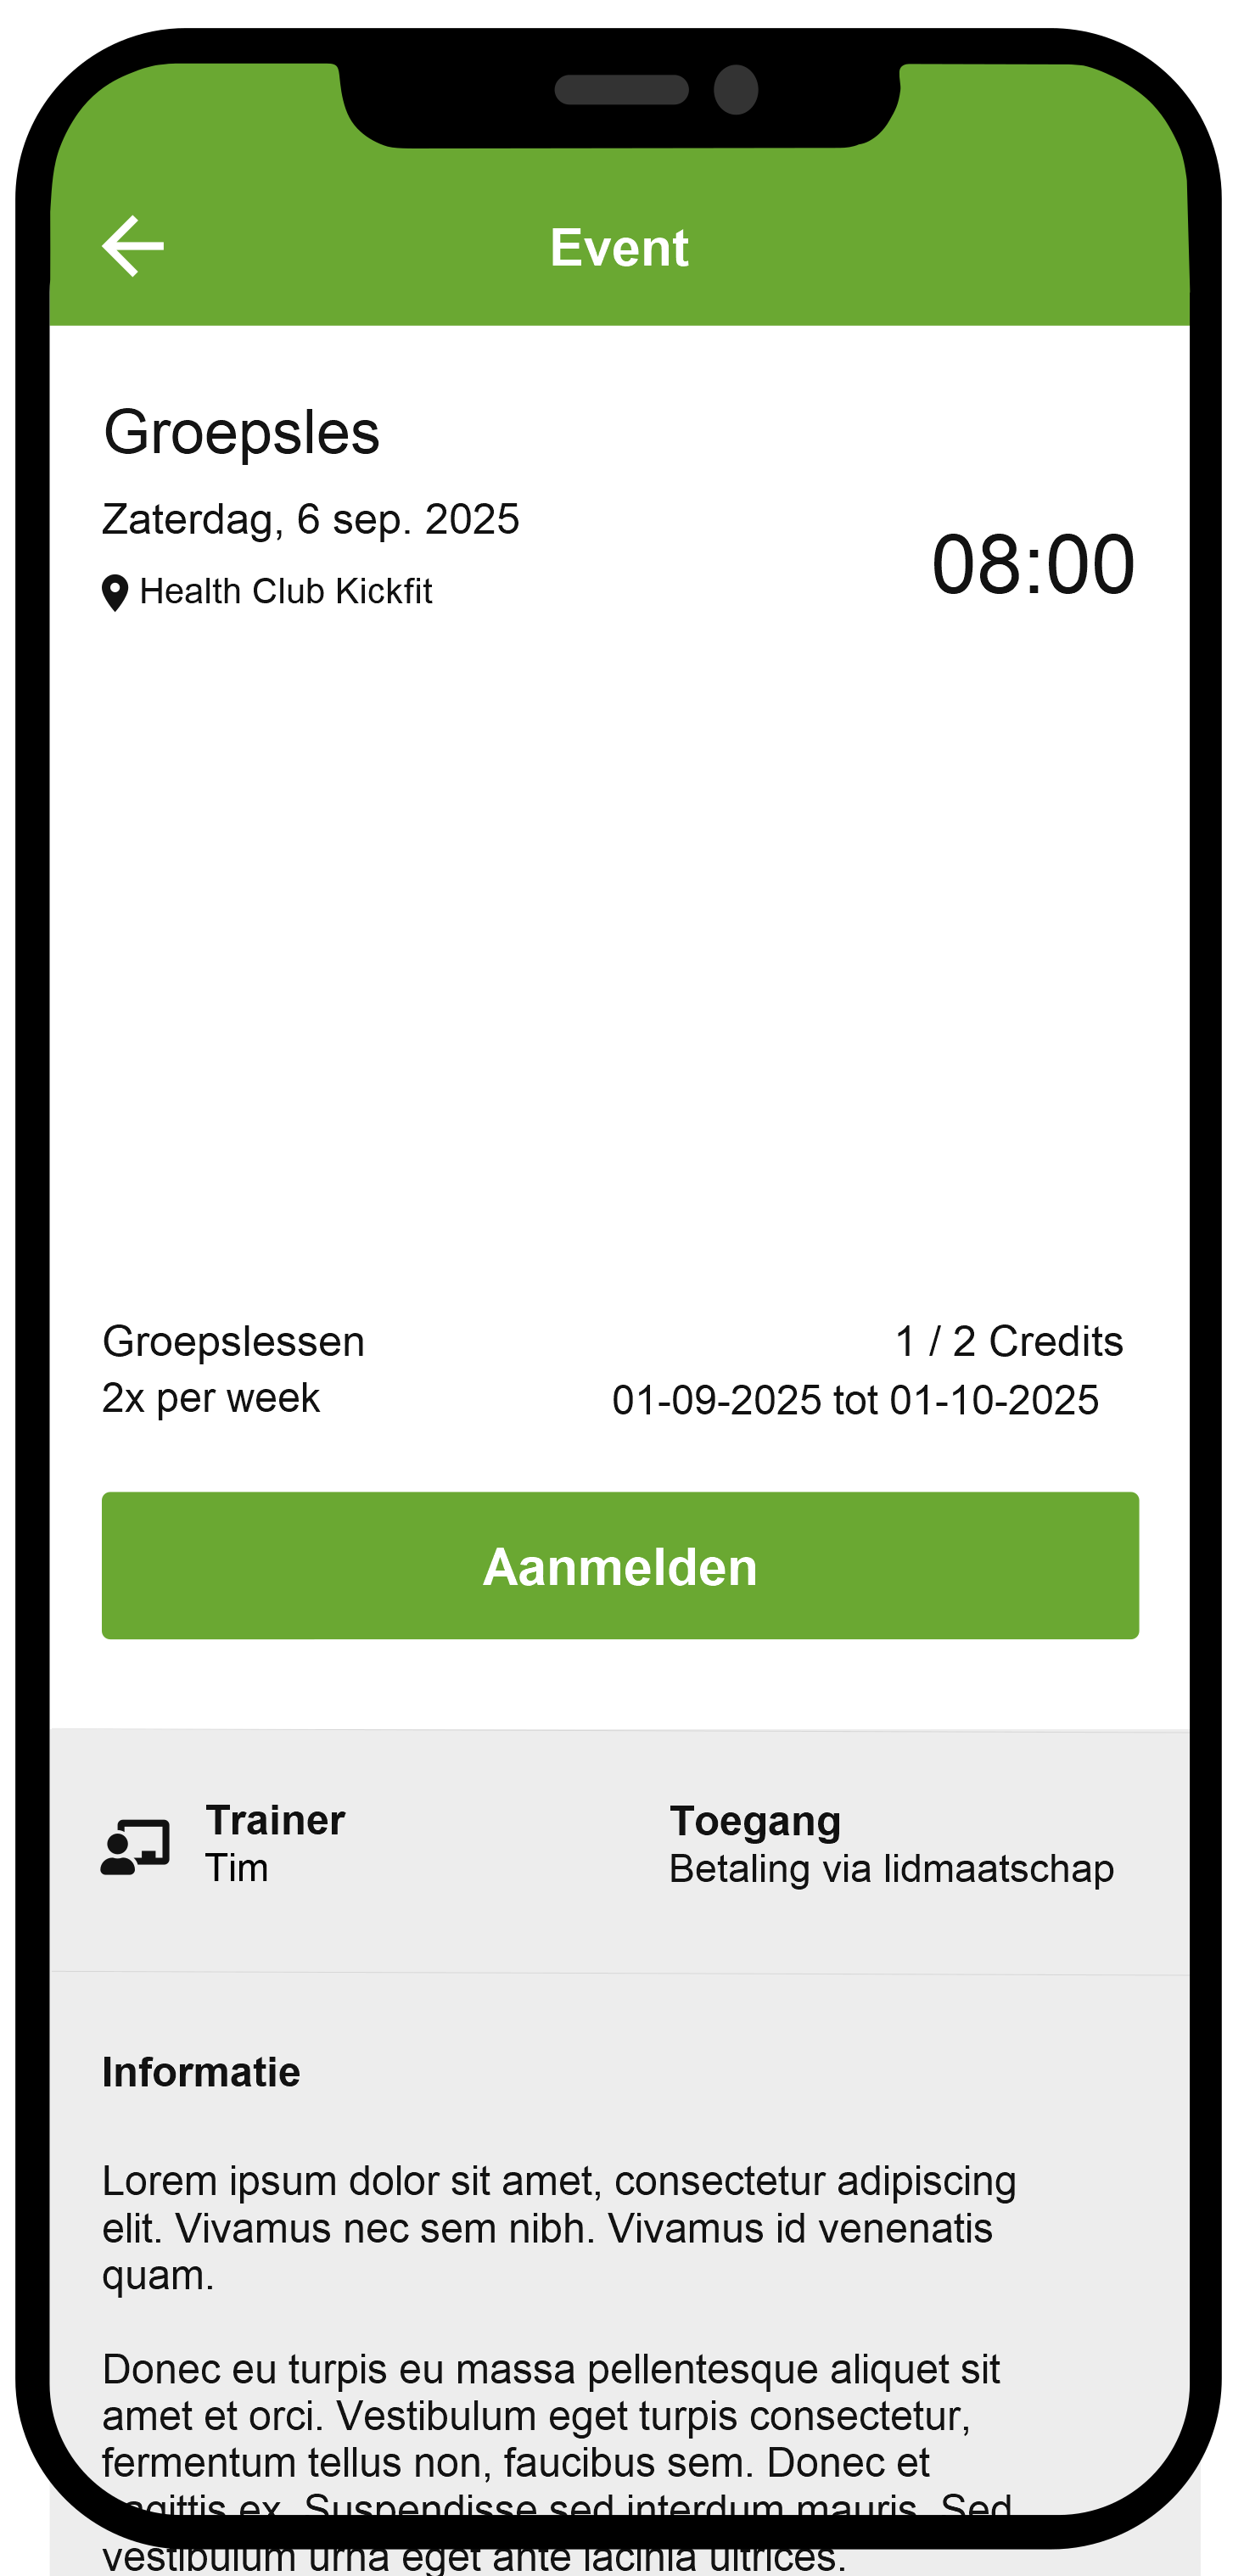 Event
Groepsles
Zaterdag, 6 sep. 2025
08:00
Health Club Kickfit
Groepslessen
1 / 2 Credits
2x per week
01-09-2025 tot 01-10-2025
Aanmelden
Trainer
Tim
Toegang
Betaling via lidmaatschap
Informatie
Lorem ipsum dolor sit amet, consectetur adipiscing
elit. Vivamus nec sem nibh. Vivamus id venenatis
quam.
Donec eu turpis eu massa pellentesque aliquet sit
amet et orci. Vestibulum eget turpis consectetur,
fermentum tellus non, faucibus sem. Donec et
sagittis ex. Suspendisse sed interdum mauris. Sed
vestibulum urna eget ante lacinia ultrices.